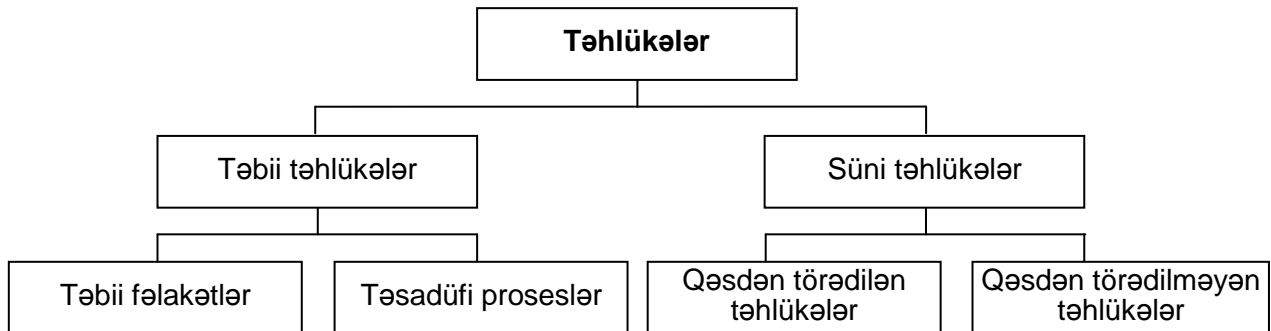 Təhlükələr
Təbii təhlükələr
Süni təhlükələr
Təbii fəlakətlər
Təsadüfi proseslər
Qəsdən törədilən
təhlükələr
Qəsdən törədilməyən
təhlükələr